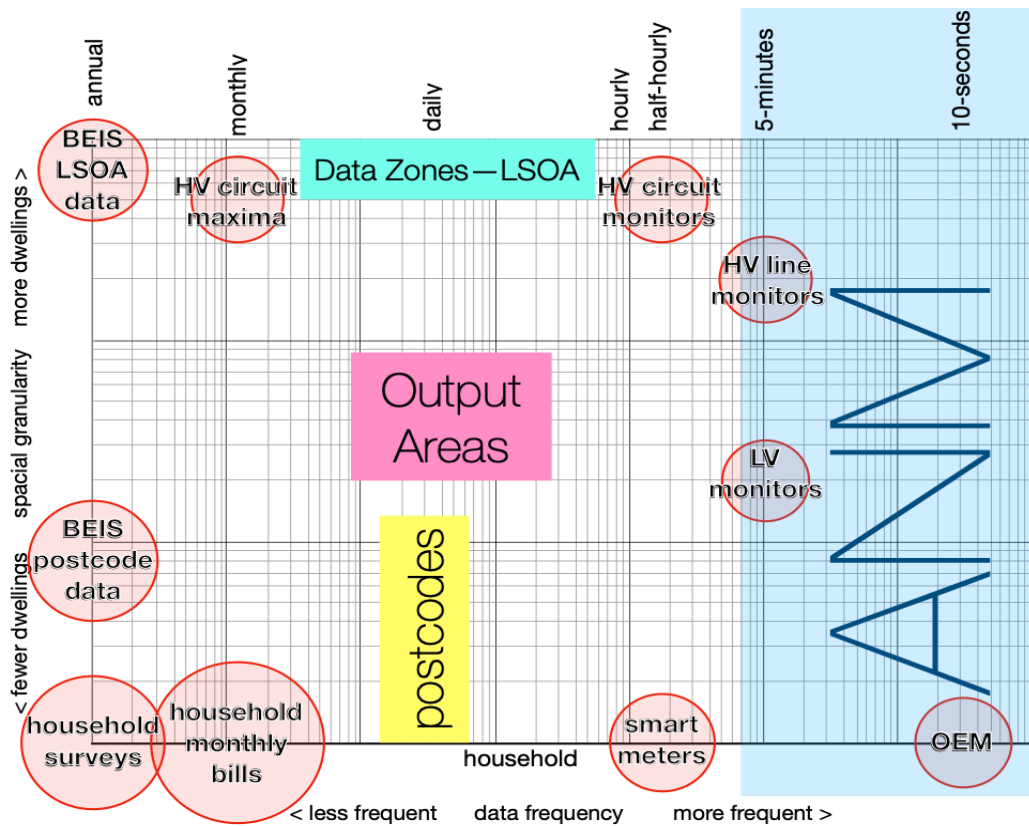 annual
monthly
daily
hourly
half-hourly
5-minutes
10-seconds
BEIS
LSOA
data
HV circuit
maxima
Data Zones—LSOA
HV circuit
monitors
HV line
monitors
Output
Areas
LV
monitors
ANM
BEIS
postcode
data
postcodes
household
surveys
household
monthly
bills
smart
meters
OEM
household
< fewer dwellings spacial granularity more dwellings >
< less frequent data frequency more frequent >